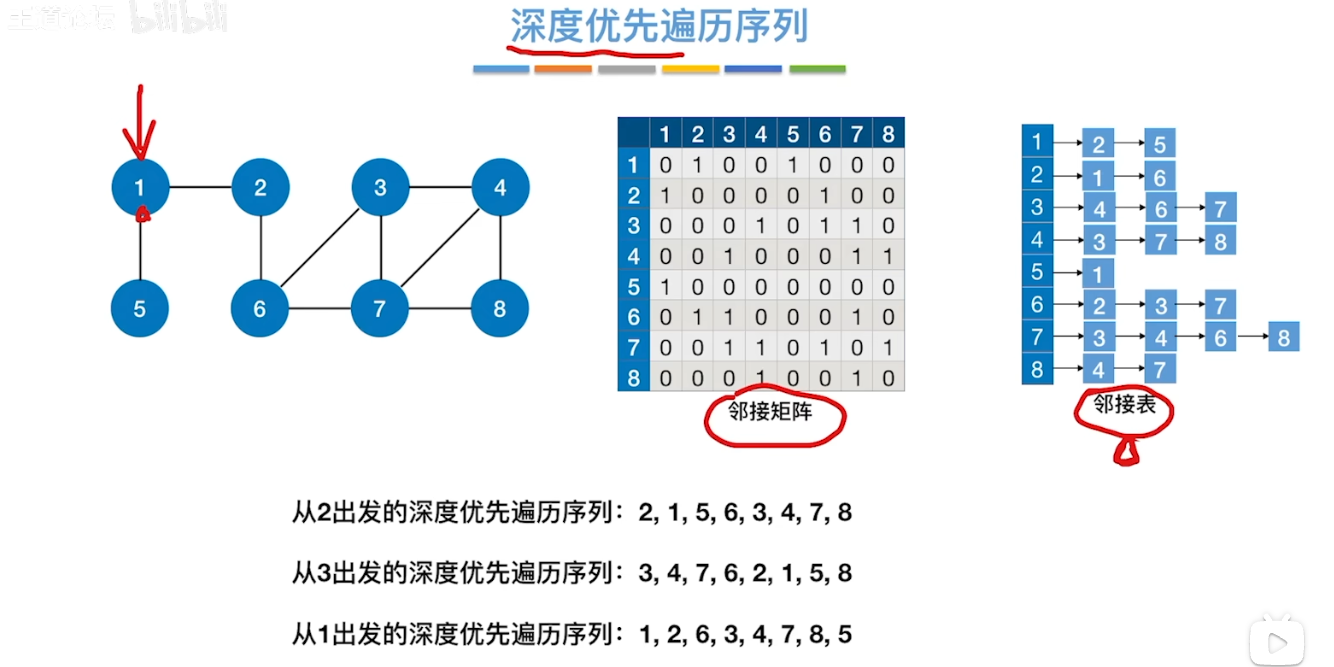 bilibili
深度优先遍历序列
1 2 3 4
5 6 7 8
1 2 3 4 5 6 7 8
1 0 1 0 0 1 0 0 0
2 1 0 0 0 0 1 0 0
3 0 0 0 1 0 1 1 0
4 0 0 1 0 0 0 1 1
5 1 0 0 0 0 0 0 0
6 0 1 1 0 0 0 1 0
7 0 0 1 1 0 1 0 1
8 0 0 0 1 0 0 1 0
邻接矩阵
1 2 5
2 1 6
3 4 6 7
4 3 7 8
5 1
6 2 3 7
7 3 4 6 8
8 4 7
邻接表
从2出发的深度优先遍历序列：2, 1, 5, 6, 3, 4, 7, 8
从3出发的深度优先遍历序列：3, 4, 7, 6, 2, 1, 5, 8
从1出发的深度优先遍历序列：1, 2, 6, 3, 4, 7, 8, 5